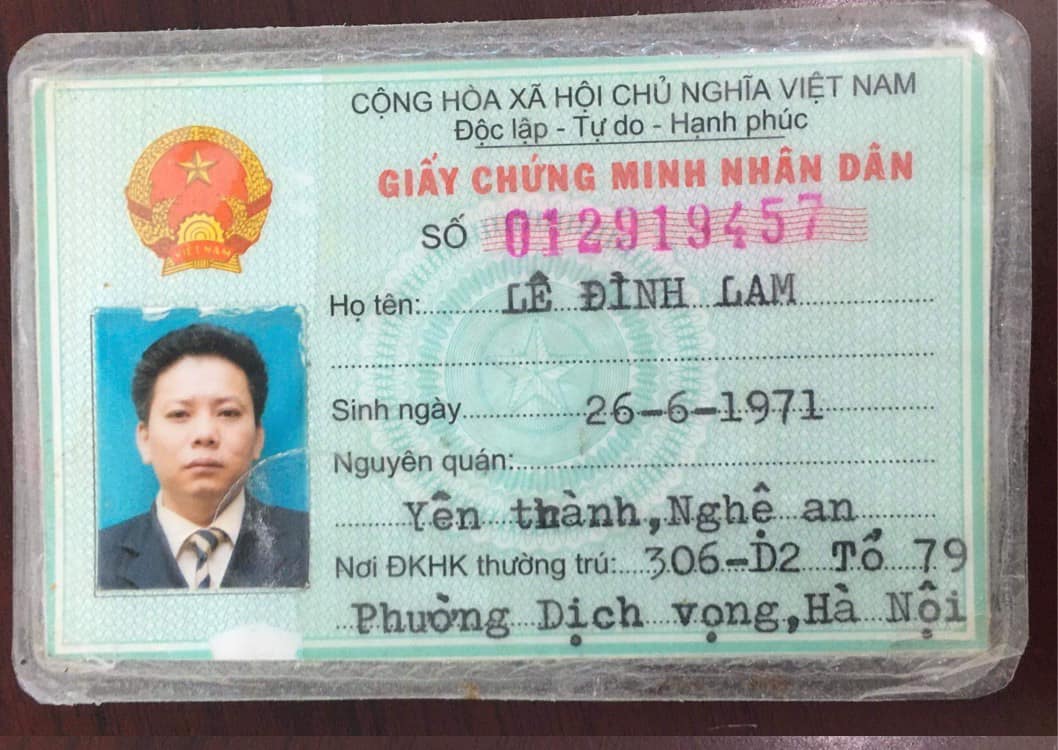 CỘNG HÒA XÃ HỘI CHỦ NGHĨA VIỆT NAM
Độc lập - Tự do - Hạnh phúc
GIẤY CHỨNG MINH NHÂN DÂN
SỐ 012919457
VIỆT NAM
Họ tên: LÊ ĐÌNH LAM
Sinh ngày 26-6-1971
Nguyên quán:
Yên thành,Nghệ an
Nơi ĐKHK thường trú: 306-D2 Tổ 79
Phường Dịch vọng,Hà Nội